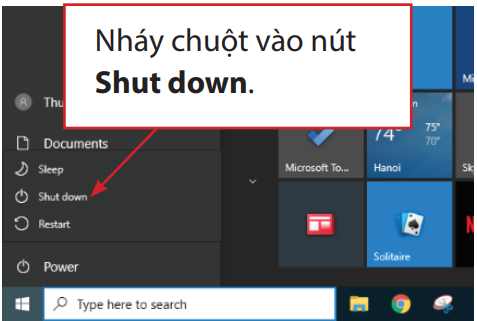 Nháy chuột vào nút
Shut down.
Thu
Documents
Sleep
Shut down
Restart
Power
Type here to search
Microsoft To...
74°
75°
70°
Hanoi
Solitaire
Mi
Sk